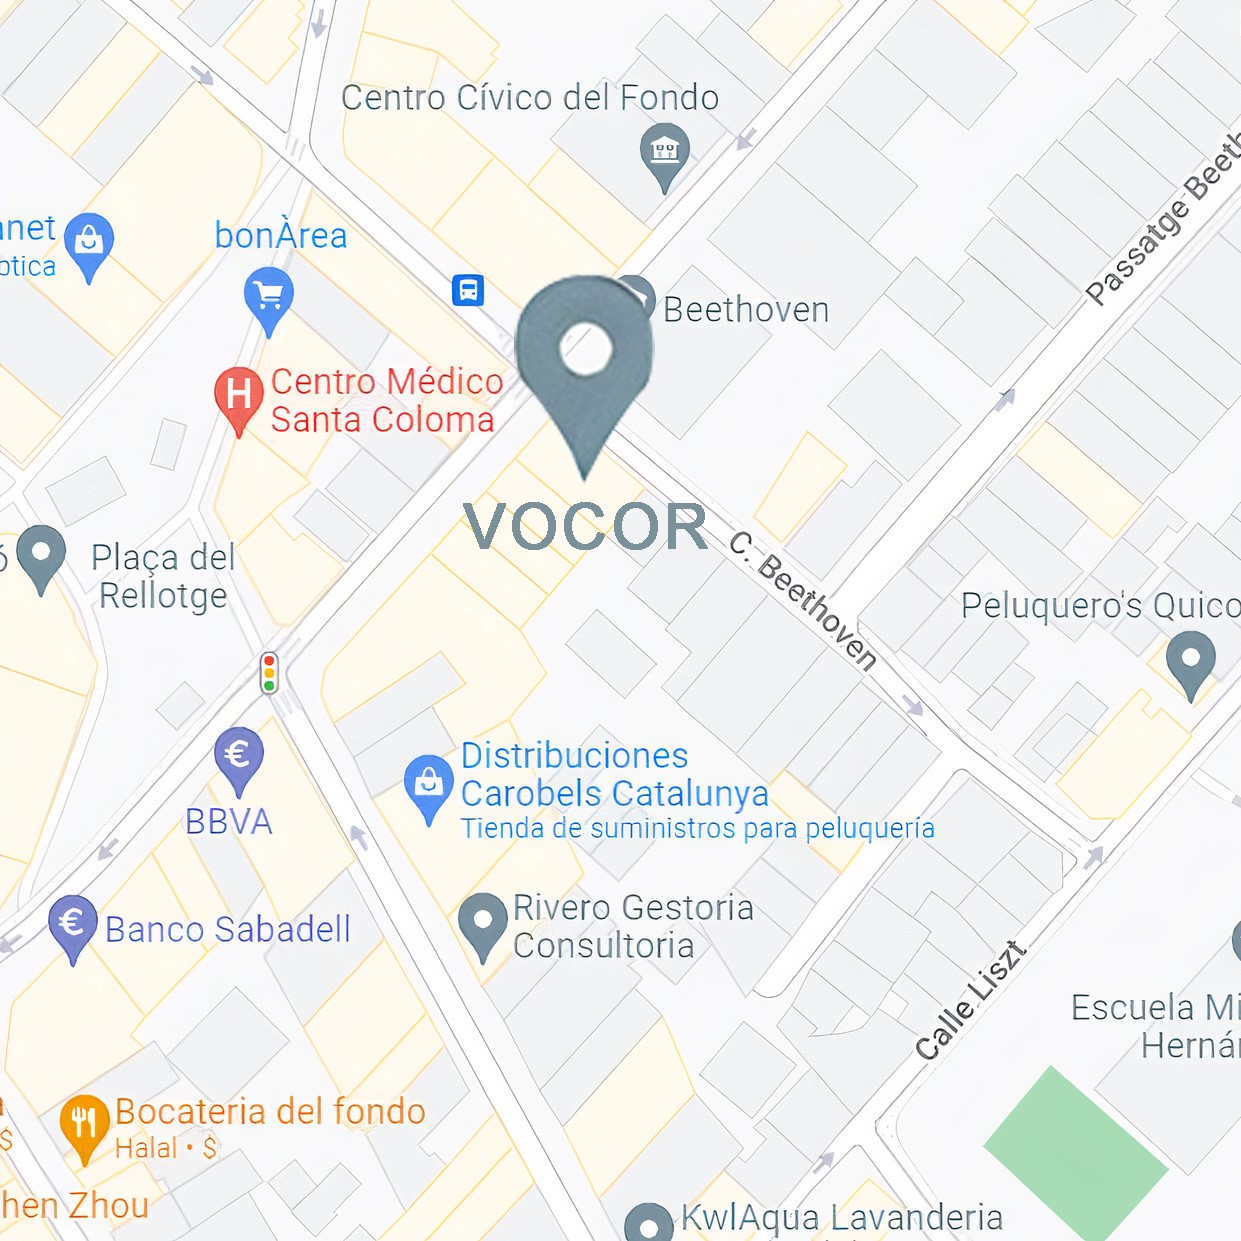 Centro Cívico del Fondo
Passatge Beeth
anet
bonÀrea
Beethoven
H
Centro Médico
Santa Coloma
VOCOR
C. Beethoven
Plaça del
Rellotge
Peluquero's Quico
€
BBVA
Distribuciones
Carobels Catalunya
Tienda de suministros para peluquería
€
Banco Sabadell
Rivero Gestoria
Consultoria
Calle Liszt
Escuela Mi
Hernán
Bocateria del fondo
Halal • $
$
hen Zhou
KwlAqua Lavanderia